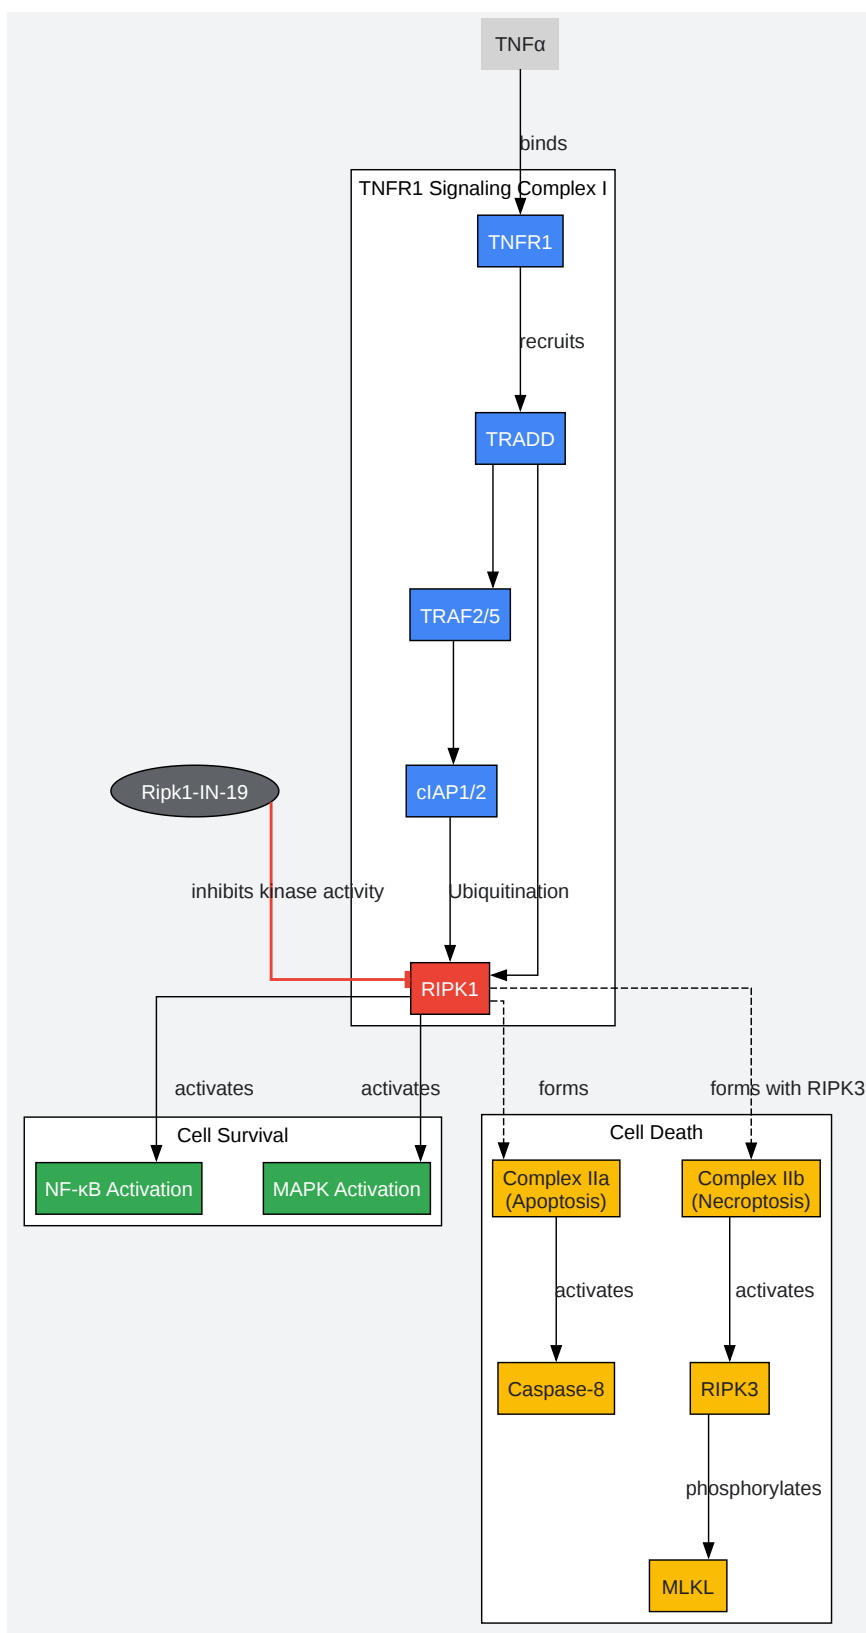 TNFα
binds
TNFR1 Signaling Complex I
TNFR1
recruits
TRADD
TRAF2/5
Ripk1-IN-19
cIAP1/2
inhibits kinase activity
Ubiquitination
RIPK1
activates
activates
forms
forms with RIPK3
Cell Survival
Cell Death
NF-κB Activation
MAPK Activation
Complex IIa
(Apoptosis)
Complex IIb
(Necroptosis)
activates
activates
Caspase-8
RIPK3
phosphorylates
MLKL